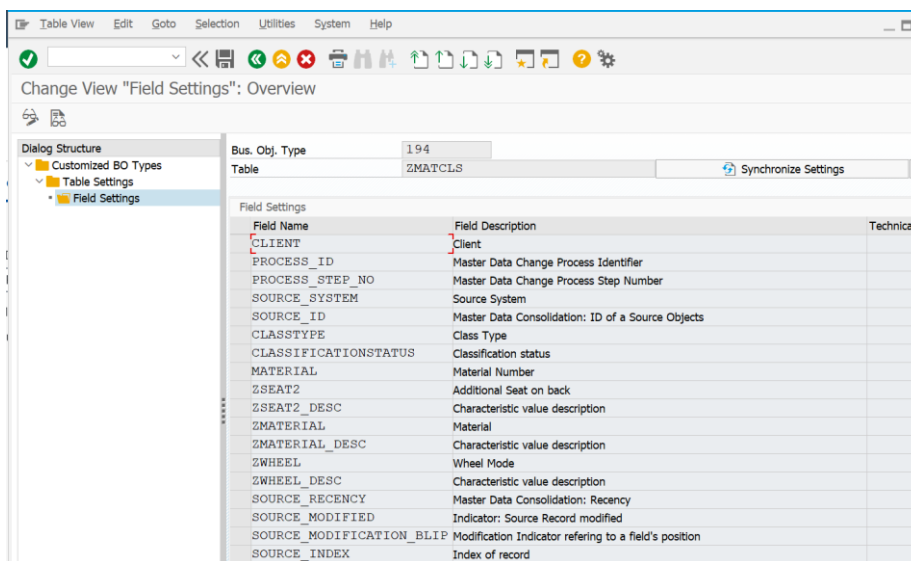 Table View Edit Goto Selection Utilities System Help
Change View "Field Settings": Overview
Dialog Structure
Customized BO Types
Table Settings
Field Settings
Bus. Obj. Type 194
Table ZMATCLS Synchronize Settings
Field Settings
Field Name Field Description Technica
CLIENT Client
PROCESS_ID Master Data Change Process Identifier
PROCESS_STEP_NO Master Data Change Process Step Number
SOURCE_SYSTEM Source System
SOURCE_ID Master Data Consolidation: ID of a Source Objects
CLASSTYPE Class Type
CLASSIFICATIONSTATUS Classification status
MATERIAL Material Number
ZSEAT2 Additional Seat on back
ZSEAT2_DESC Characteristic value description
ZMATERIAL Material
ZMATERIAL_DESC Characteristic value description
ZWHEEL Wheel Mode
ZWHEEL_DESC Characteristic value description
SOURCE_RECENCY Master Data Consolidation: Recency
SOURCE_MODIFIED Indicator: Source Record modified
SOURCE_MODIFICATION_BLIP Modification Indicator refering to a field's position
SOURCE_INDEX Index of record